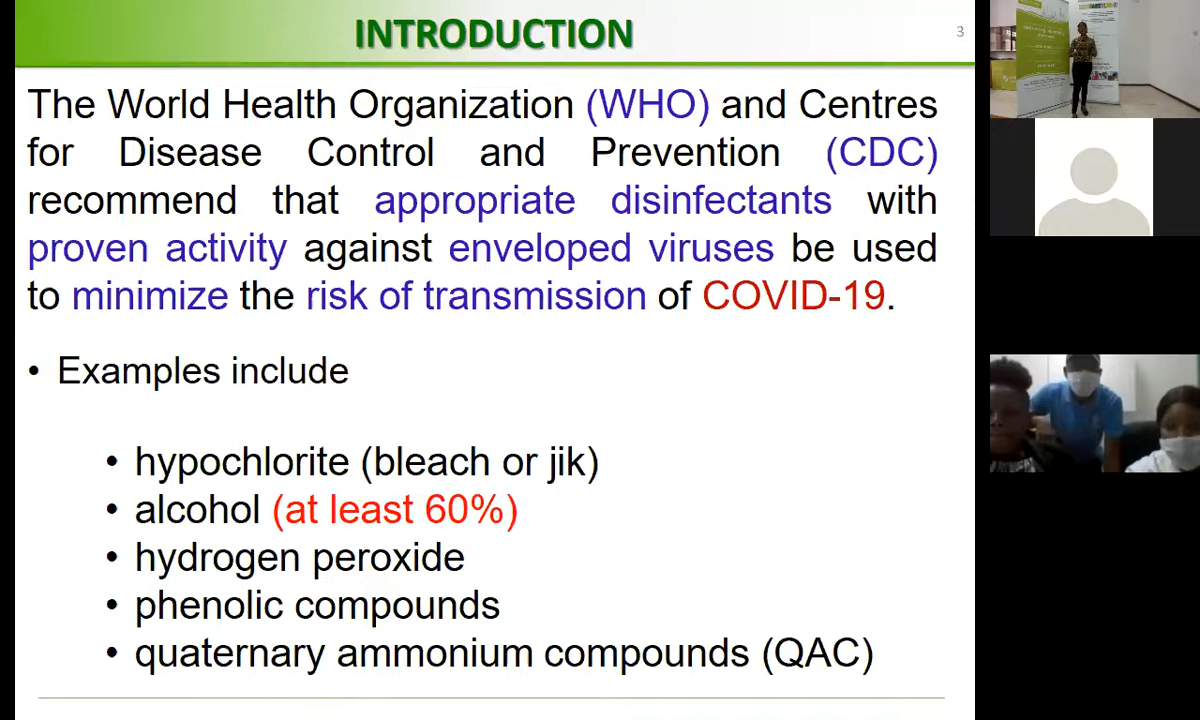 INTRODUCTION
3
The World Health Organization (WHO) and Centres
for Disease Control and Prevention (CDC)
recommend that appropriate disinfectants with
proven activity against enveloped viruses be used
to minimize the risk of transmission of COVID-19.
• Examples include
• hypochlorite (bleach or jik)
• alcohol (at least 60%)
• hydrogen peroxide
• phenolic compounds
• quaternary ammonium compounds (QAC)